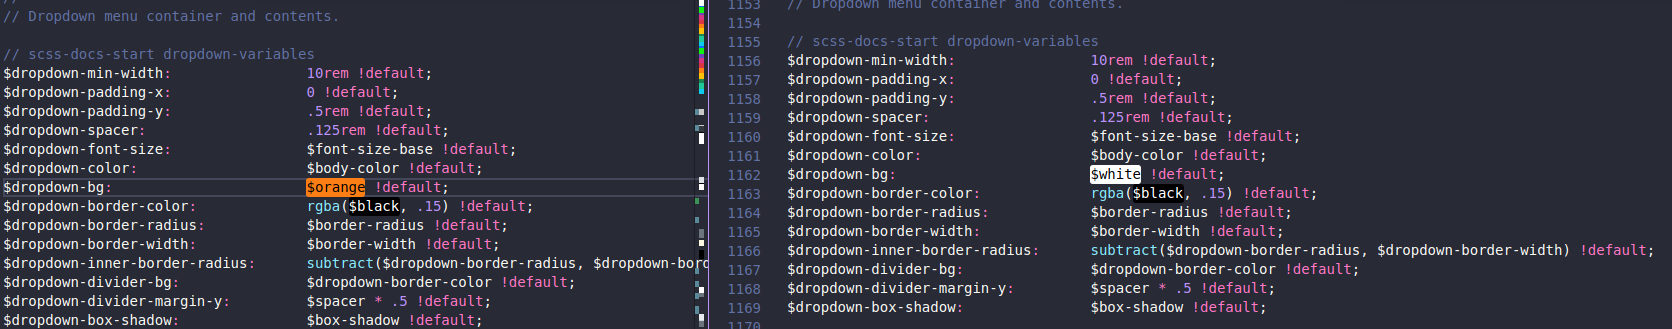 // Dropdown menu container and contents.
// scss-docs-start dropdown-variables
$dropdown-min-width: 10rem !default;
$dropdown-padding-x: 0 !default;
$dropdown-padding-y: .5rem !default;
$dropdown-spacer: .125rem !default;
$dropdown-font-size: $font-size-base !default;
$dropdown-color: $body-color !default;
$dropdown-bg: $orange !default;
$dropdown-border-color: rgba($black, .15) !default;
$dropdown-border-radius: $border-radius !default;
$dropdown-border-width: $border-width !default;
$dropdown-inner-border-radius: subtract($dropdown-border-radius, $dropdown-bord
$dropdown-divider-bg: $dropdown-border-color !default;
$dropdown-divider-margin-y: $spacer * .5 !default;
$dropdown-box-shadow: $box-shadow !default;
1153 // Dropdown menu container and contents.
1154
1155 // scss-docs-start dropdown-variables
1156 $dropdown-min-width: 10rem !default;
1157 $dropdown-padding-x: 0 !default;
1158 $dropdown-padding-y: .5rem !default;
1159 $dropdown-spacer: .125rem !default;
1160 $dropdown-font-size: $font-size-base !default;
1161 $dropdown-color: $body-color !default;
1162 $dropdown-bg: $white !default;
1163 $dropdown-border-color: rgba($black, .15) !default;
1164 $dropdown-border-radius: $border-radius !default;
1165 $dropdown-border-width: $border-width !default;
1166 $dropdown-inner-border-radius: subtract($dropdown-border-radius, $dropdown-border-width) !default;
1167 $dropdown-divider-bg: $dropdown-border-color !default;
1168 $dropdown-divider-margin-y: $spacer * .5 !default;
1169 $dropdown-box-shadow: $box-shadow !default;
1170